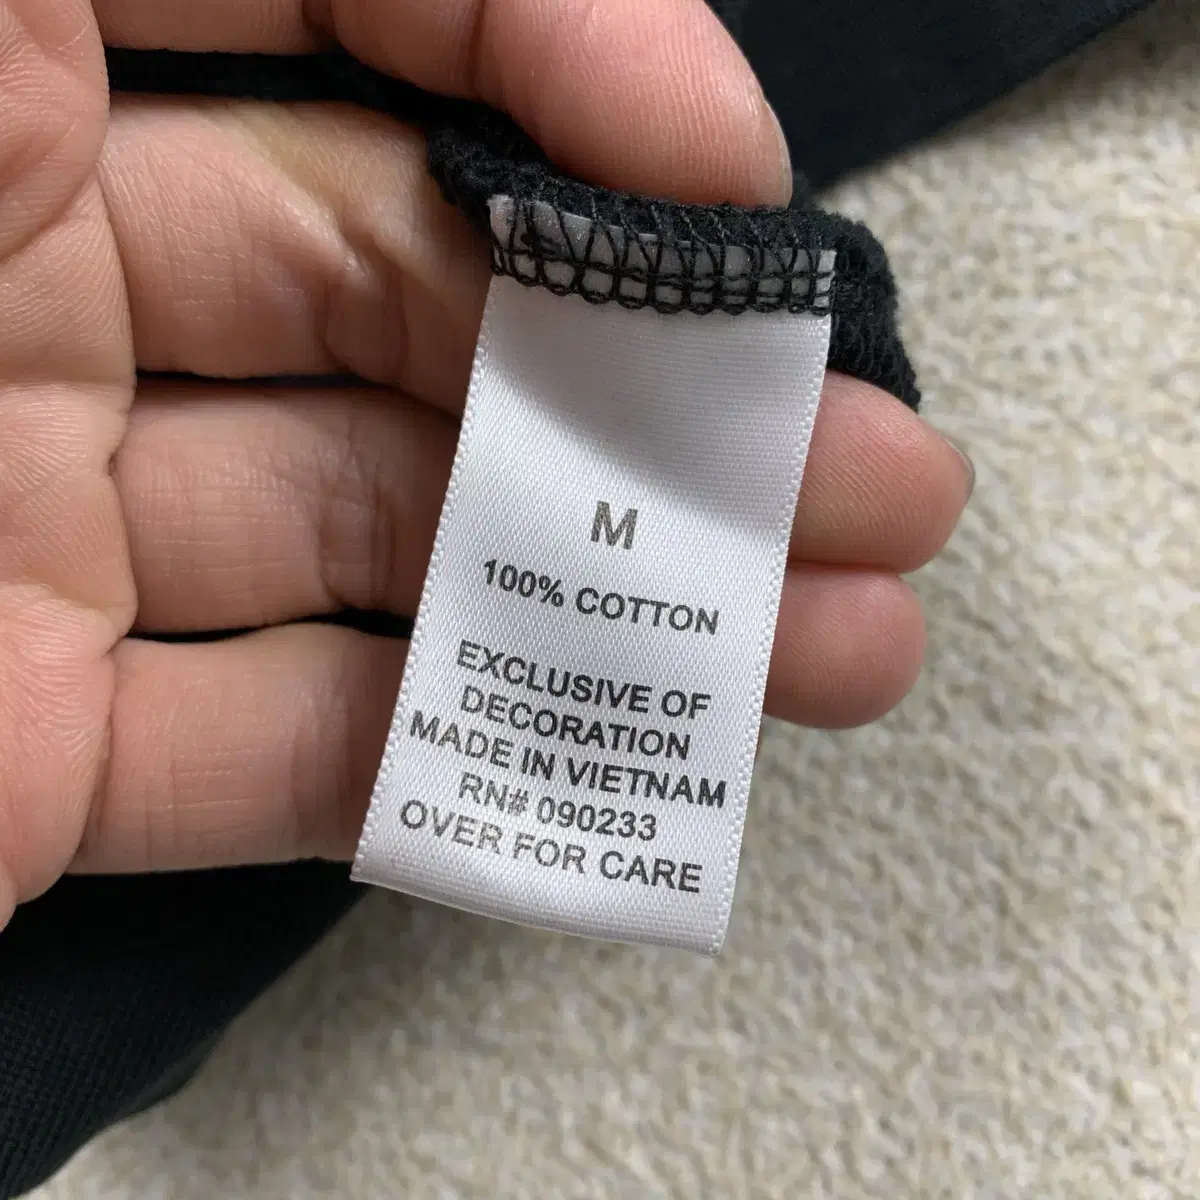 M
100% COTTON
EXCLUSIVE OF
DECORATION
MADE IN VIETNAM
RN# 090233
OVER FOR CARE